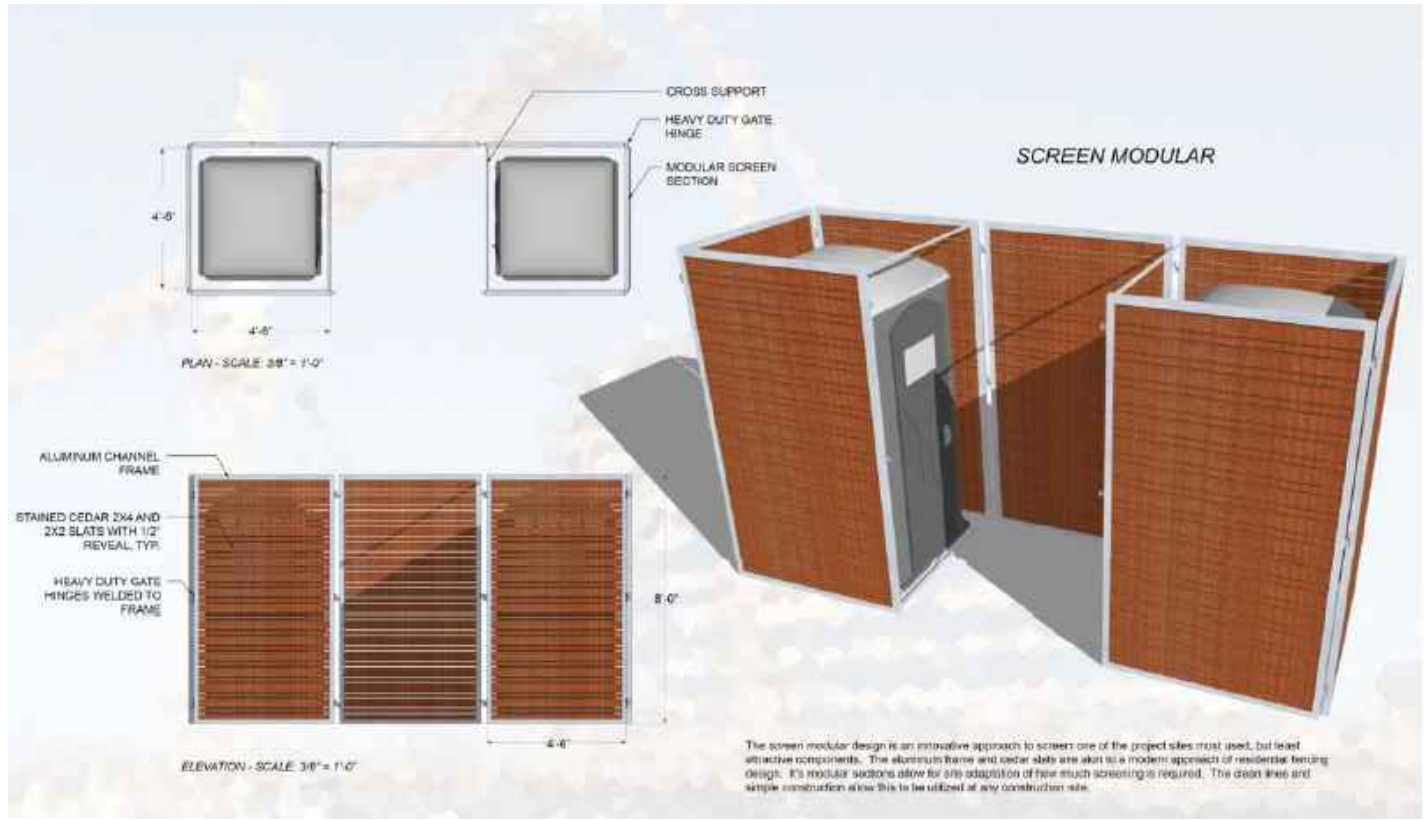 CROSS SUPPORT
HEAVY DUTY GATE
HINGE
MODULAR SCREEN
SECTION
SCREEN MODULAR
4'-6"
4'-6"
PLAN - SCALE: 3/8" = 1'-0"
ALUMINUM CHANNEL
FRAME
STAINED CEDAR 2X4 AND
2X2 SLATS WITH 1/2"
REVEAL, TYP.
HEAVY DUTY GATE
HINGES WELDED TO
FRAME
8'-0"
4'-6"
ELEVATION - SCALE: 3/8" = 1'-0"
The screen modular design is an innovative approach to screen one of the project sites most used, but least
attractive components. The aluminum frame and cedar slats are akin to a modern approach of residential fencing
design. It's modular sections allow for site adaptation of how much screening is required. The clean lines and
simple construction allow this to be utilized at any construction site.